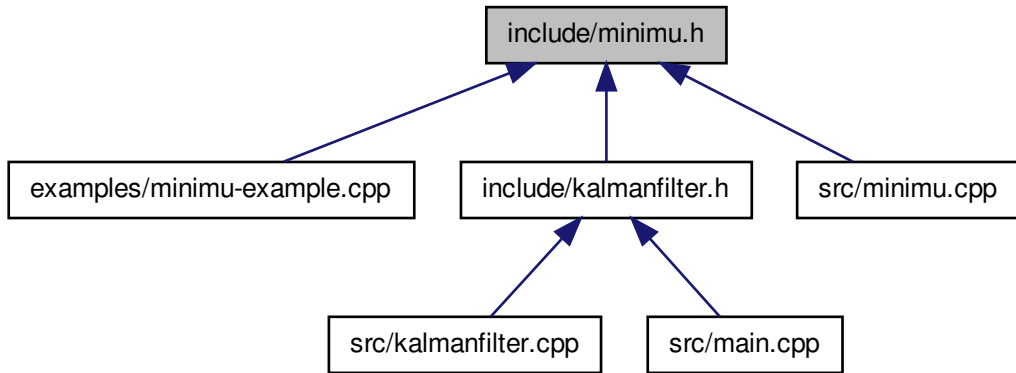 include/minimu.h
examples/minimu-example.cpp
include/kalmanfilter.h
src/minimu.cpp
src/kalmanfilter.cpp
src/main.cpp